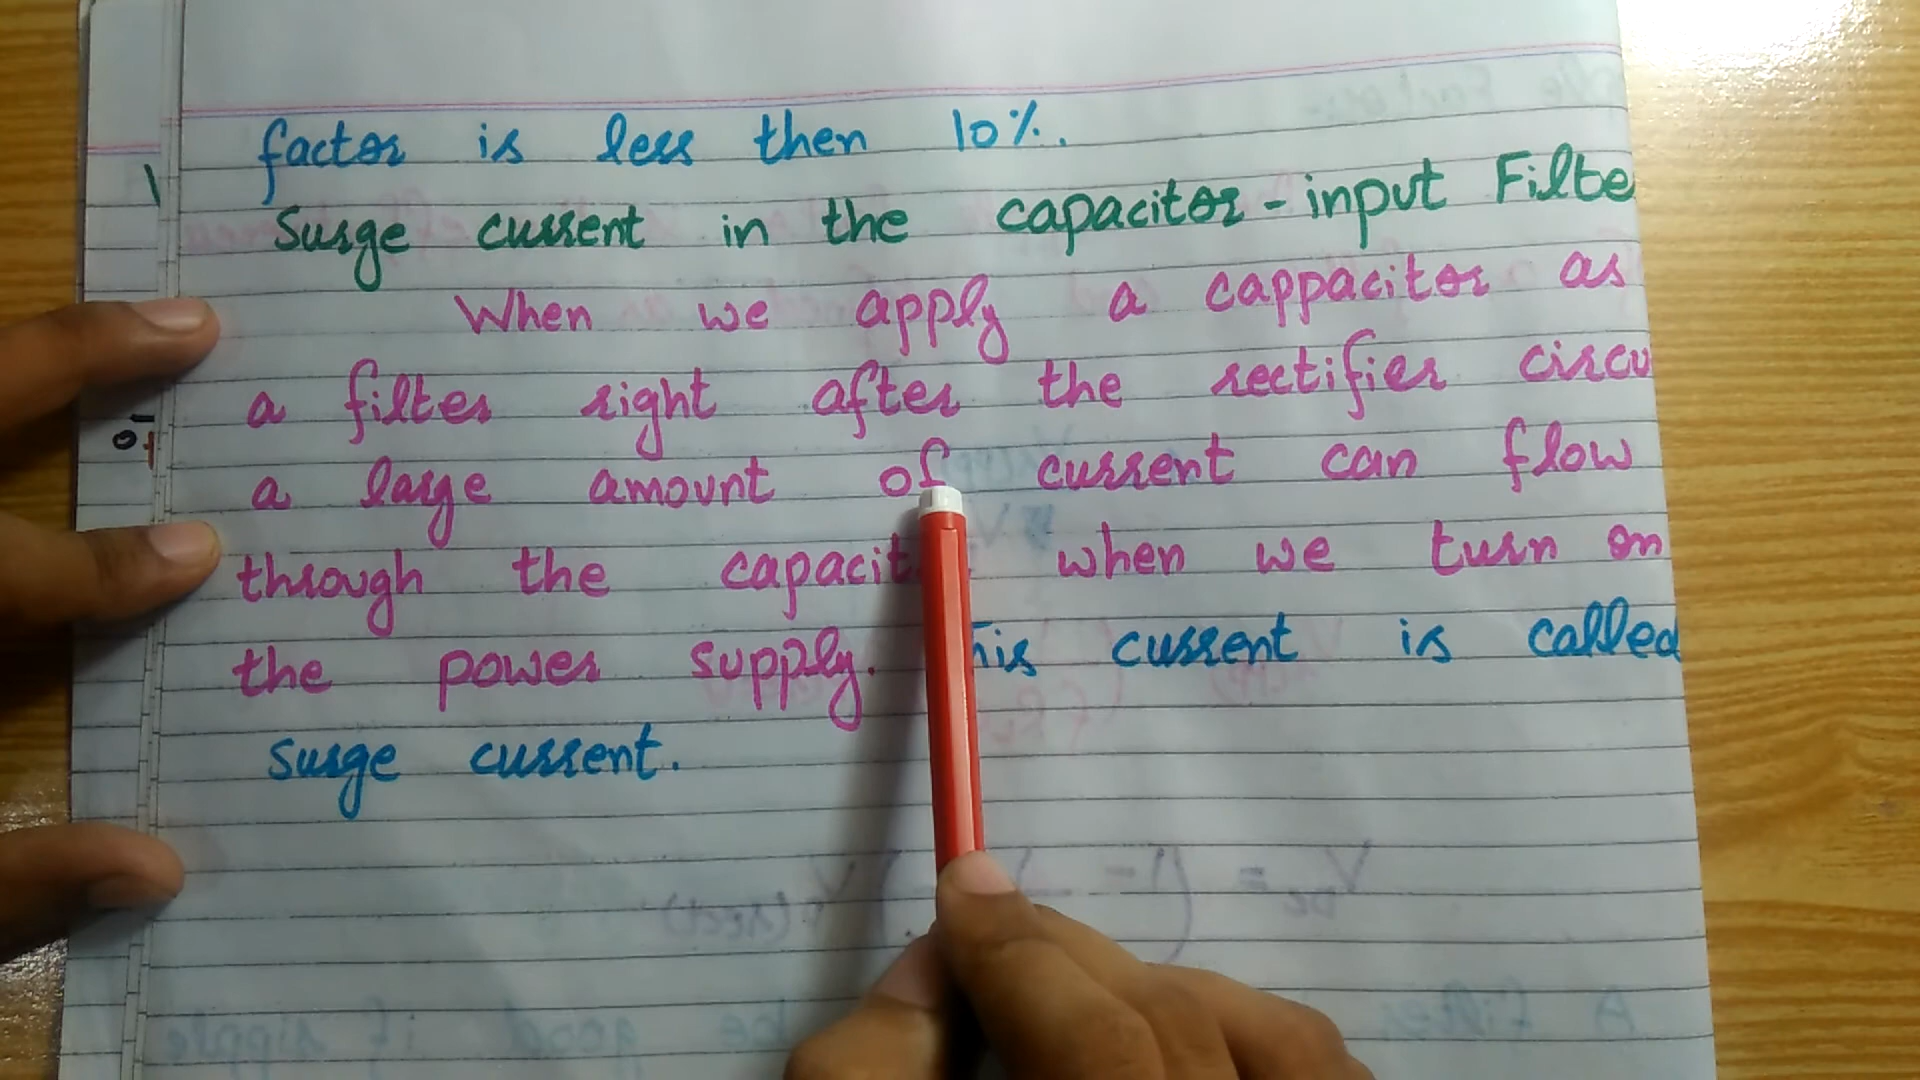 factor is less then 10%.
Surge current in the capacitor-input Filte
When we apply a cappacitor as
a filter right after the rectifier circu
a large amount of current can flow
through the capacit when we turn on
the power supply. his current is called
surge current.